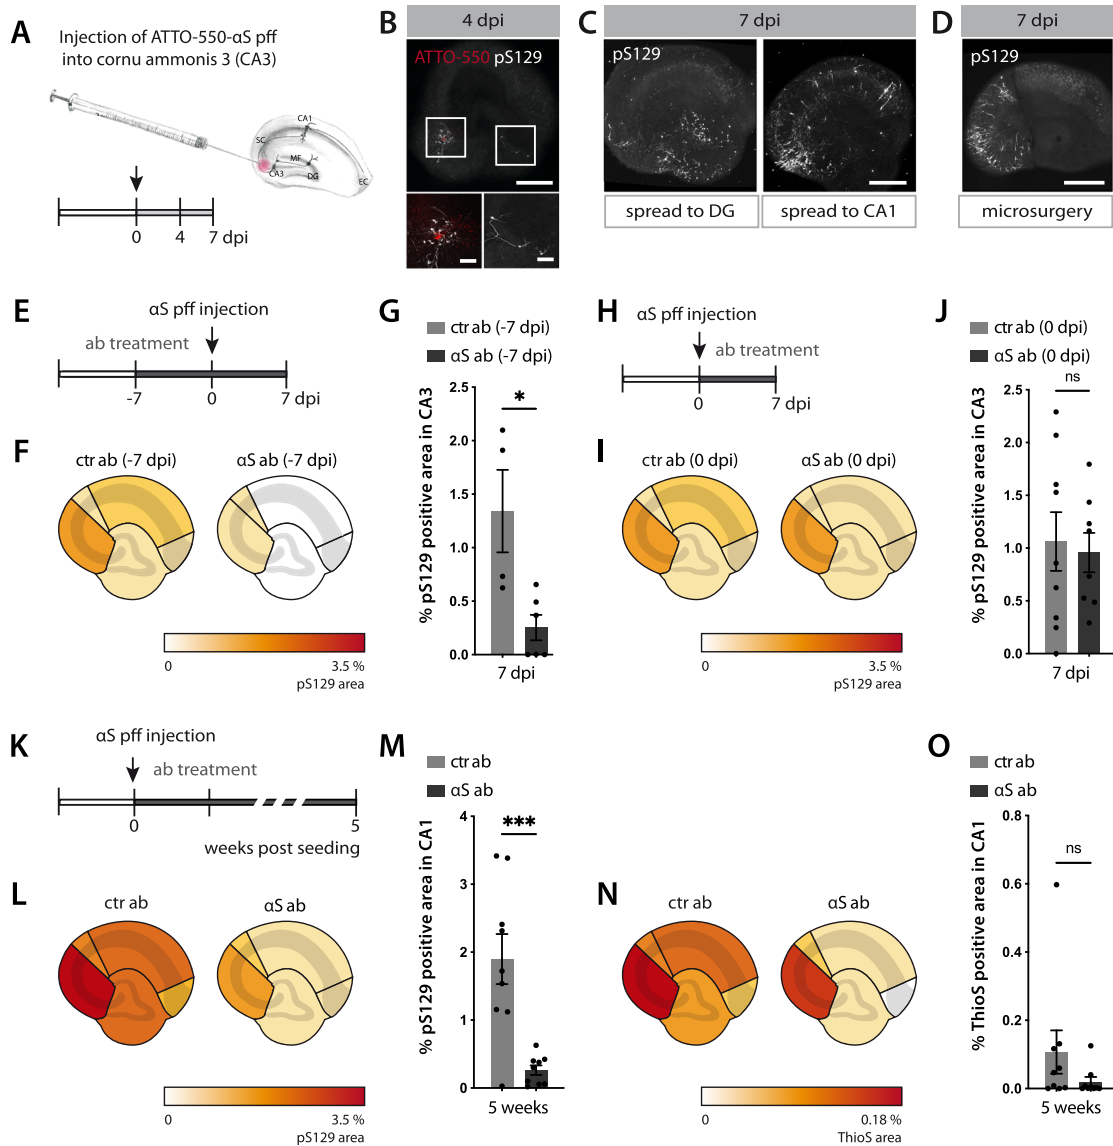 A
Injection of ATTO-550-αS pff
into cornu ammonis 3 (CA3)
CA1
SC
MF
CA3
DG
EC
0
4
7 dpi
B
4 dpi
ATTO-550 pS129
C
7 dpi
pS129
spread to DG
spread to CA1
D
7 dpi
pS129
microsurgery
E
αS pff injection
ab treatment
-7
0
7 dpi
F
ctr ab (-7 dpi)
αS ab (-7 dpi)
0
3.5 %
pS129 area
G
ctr ab (-7 dpi)
αS ab (-7 dpi)
% pS129 positive area in CA3
2.5
2.0
1.5
1.0
0.5
0.0
*
7 dpi
H
αS pff injection
ab treatment
0
7
dpi
I
ctr ab (0 dpi)
αS ab (0 dpi)
0
3.5 %
pS129 area
J
ctr ab (0 dpi)
αS ab (0 dpi)
% pS129 positive area in CA3
2.5
2.0
1.5
1.0
0.5
0.0
ns
7 dpi
K
αS pff injection
ab treatment
0
5
weeks post seeding
L
ctr ab
αS ab
0
3.5 %
pS129 area
M
ctr ab
αS ab
% pS129 positive area in CA1
4
3
2
1
0
***
5 weeks
N
ctr ab
αS ab
0
0.18 %
ThioS area
O
ctr ab
αS ab
% ThioS positive area in CA1
0.8
0.6
0.4
0.2
0.0
ns
5 weeks